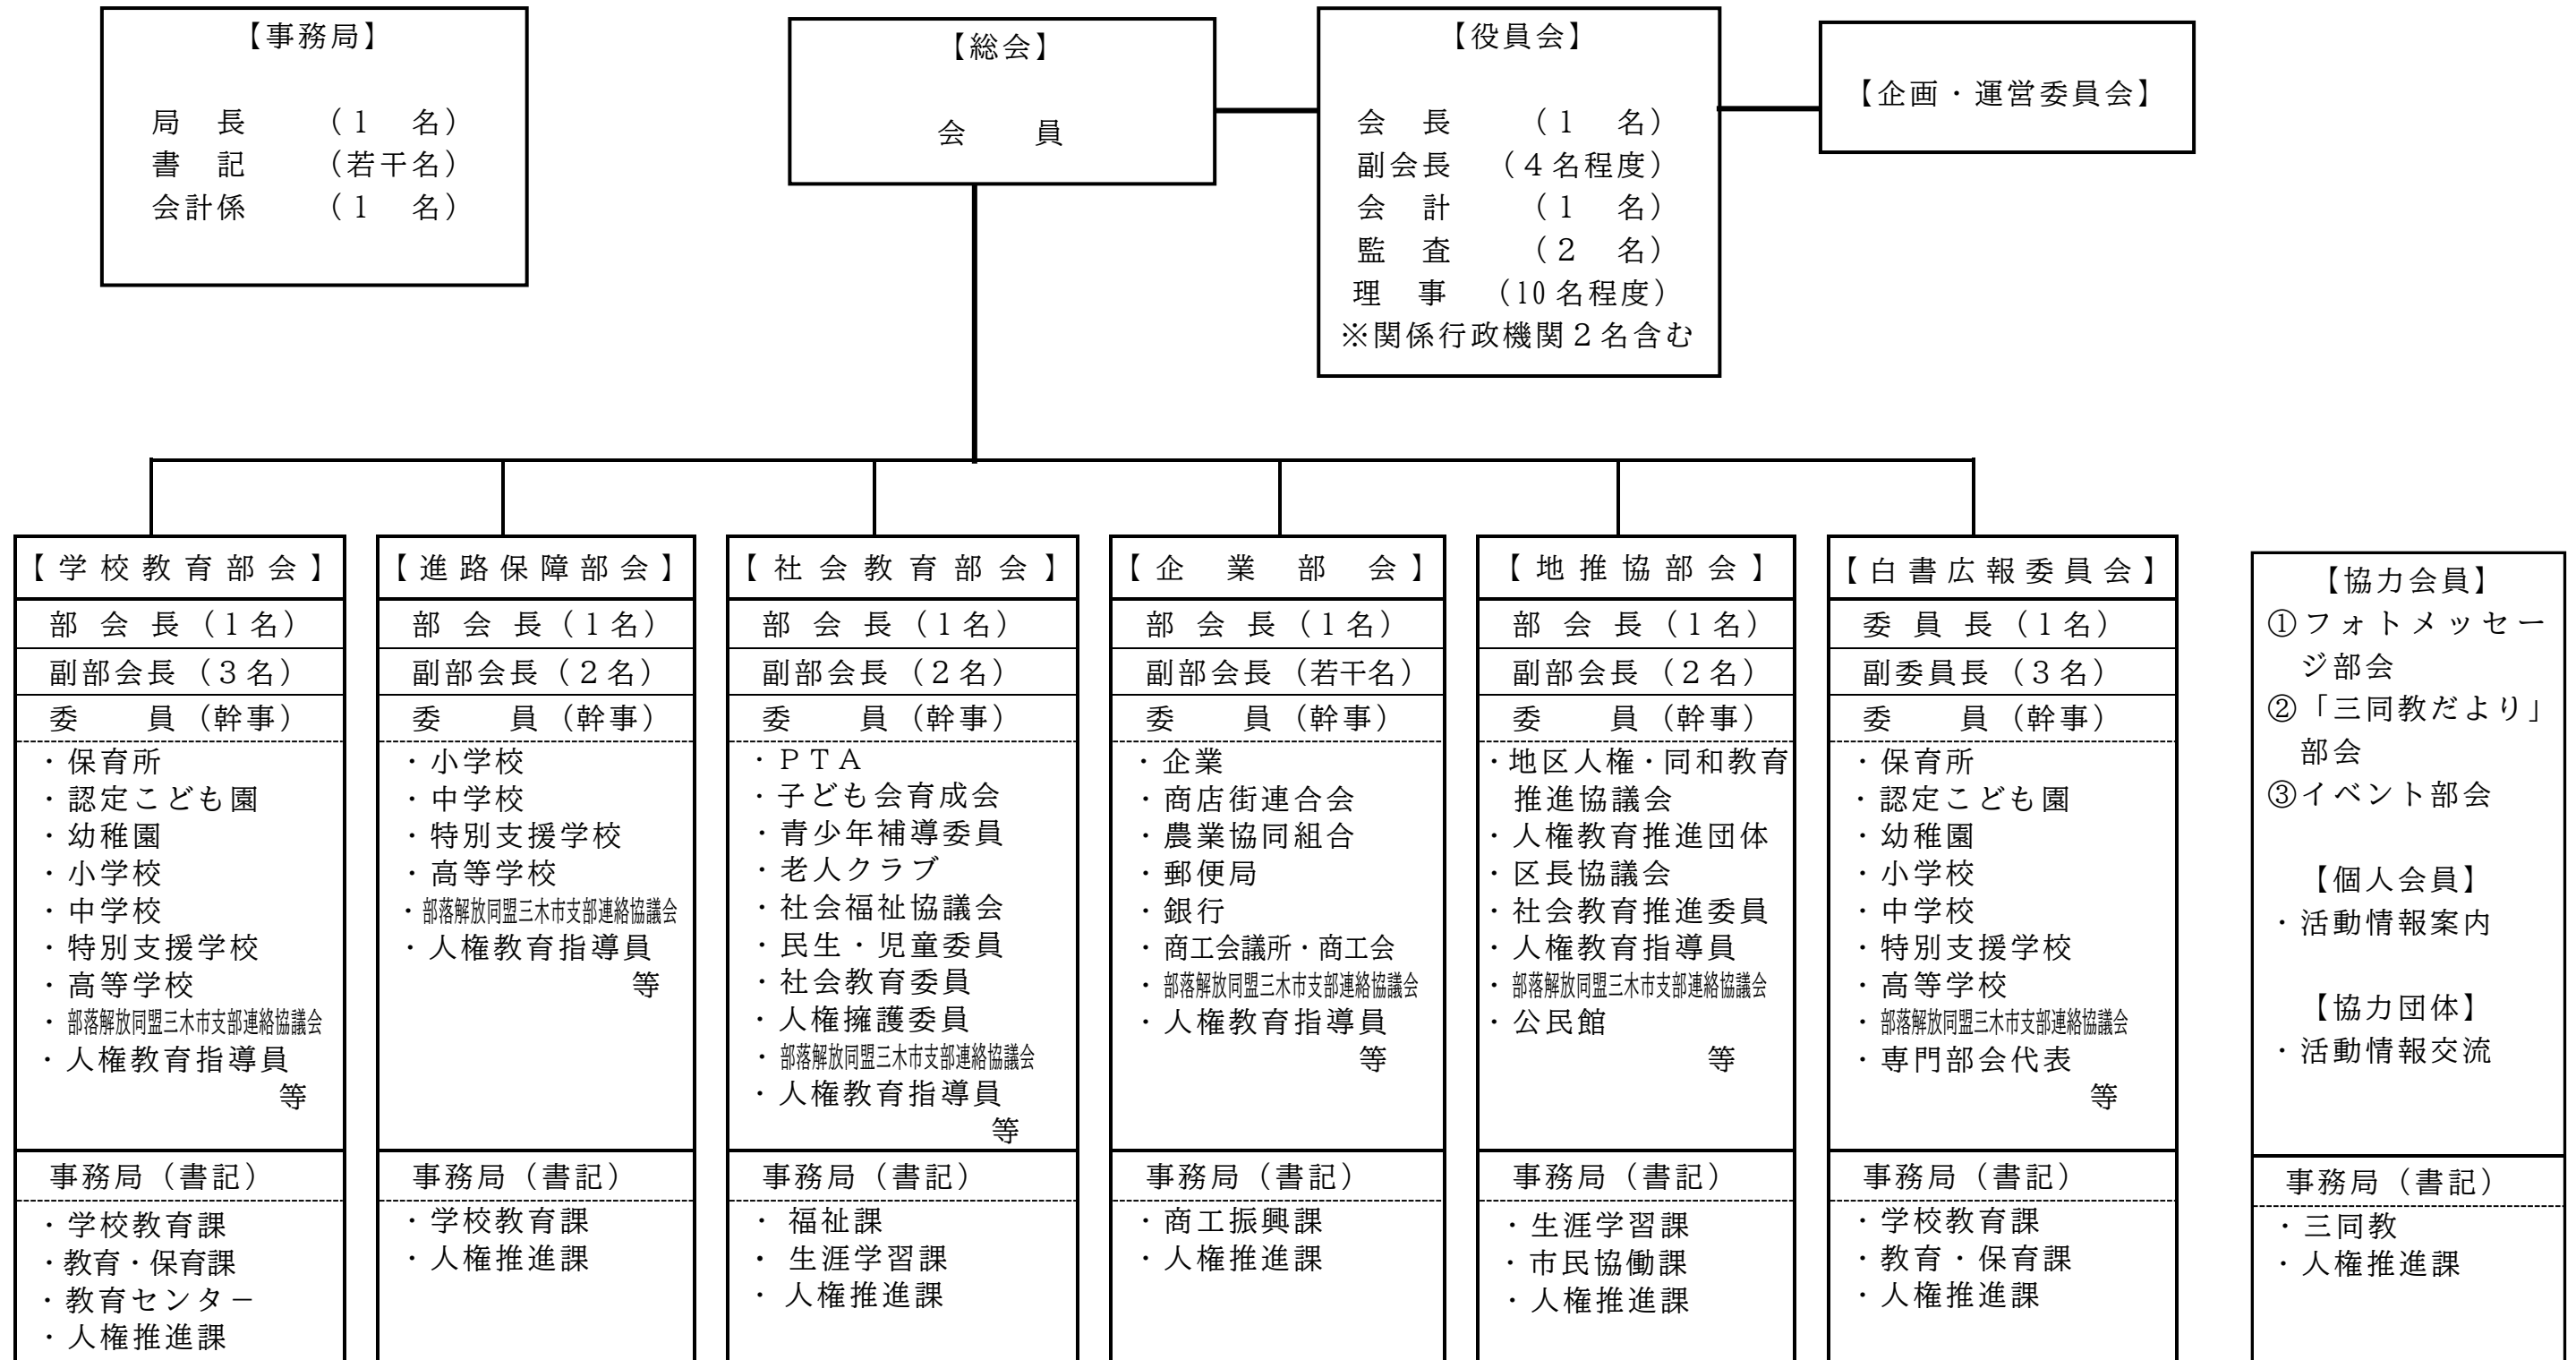 【事務局】
局　長　（１　名）
書　記　（若干名）
会計係　（１　名）
【総会】
会　員
【役員会】
会　長　（１　名）
副会長　（４名程度）
会　計　（１　名）
監　査　（２　名）
理　事　（10名程度）
※関係行政機関２名含む
【企画・運営委員会】
【学校教育部会】
部会長（１名）
副部会長（３名）
委　員（幹事）
・保育所
・認定こども園
・幼稚園
・小学校
・中学校
・特別支援学校
・高等学校
・部落解放同盟三木市支部連絡協議会
・人権教育指導員
等
事務局（書記）
・学校教育課
・教育・保育課
・教育センタ－
・人権推進課
【進路保障部会】
部会長（１名）
副部会長（２名）
委　員（幹事）
・小学校
・中学校
・特別支援学校
・高等学校
・部落解放同盟三木市支部連絡協議会
・人権教育指導員
等
事務局（書記）
・学校教育課
・人権推進課
【社会教育部会】
部会長（１名）
副部会長（２名）
委　員（幹事）
・ＰＴＡ
・子ども会育成会
・青少年補導委員
・老人クラブ
・社会福祉協議会
・民生・児童委員
・社会教育委員
・人権擁護委員
・部落解放同盟三木市支部連絡協議会
・人権教育指導員
等
事務局（書記）
・福祉課
・生涯学習課
・人権推進課
【企業部会】
部会長（１名）
副部会長（若干名）
委　員（幹事）
・企業
・商店街連合会
・農業協同組合
・郵便局
・銀行
・商工会議所・商工会
・部落解放同盟三木市支部連絡協議会
・人権教育指導員
等
事務局（書記）
・商工振興課
・人権推進課
【地推協部会】
部会長（１名）
副部会長（２名）
委　員（幹事）
・地区人権・同和教育
推進協議会
・人権教育推進団体
・区長協議会
・社会教育推進委員
・人権教育指導員
・部落解放同盟三木市支部連絡協議会
・公民館
等
事務局（書記）
・生涯学習課
・市民協働課
・人権推進課
【白書広報委員会】
委員長（１名）
副委員長（３名）
委　員（幹事）
・保育所
・認定こども園
・幼稚園
・小学校
・中学校
・特別支援学校
・高等学校
・部落解放同盟三木市支部連絡協議会
・専門部会代表
等
事務局（書記）
・学校教育課
・教育・保育課
・人権推進課
【協力会員】
①フォトメッセー
ジ部会
②「三同教だより」
部会
③イベント部会
【個人会員】
・活動情報案内
【協力団体】
・活動情報交流
事務局（書記）
・三同教
・人権推進課